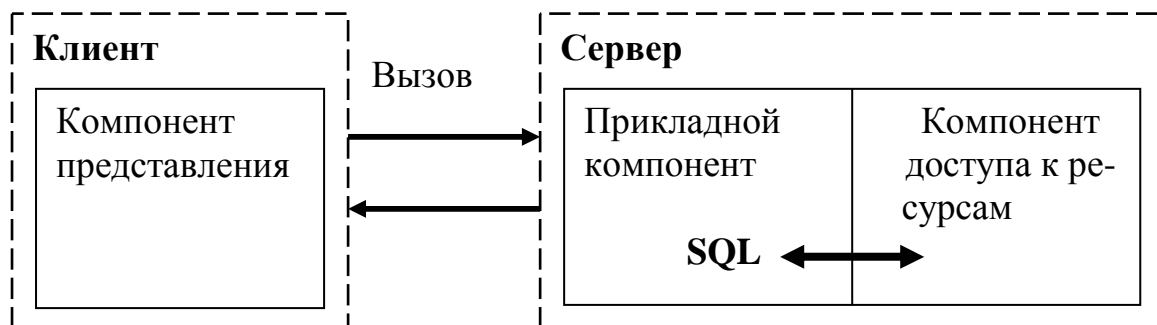 Клиент
Компонент
представления
Вызов
Сервер
Прикладной
компонент
SQL
Компонент
доступа к ре-
сурсам